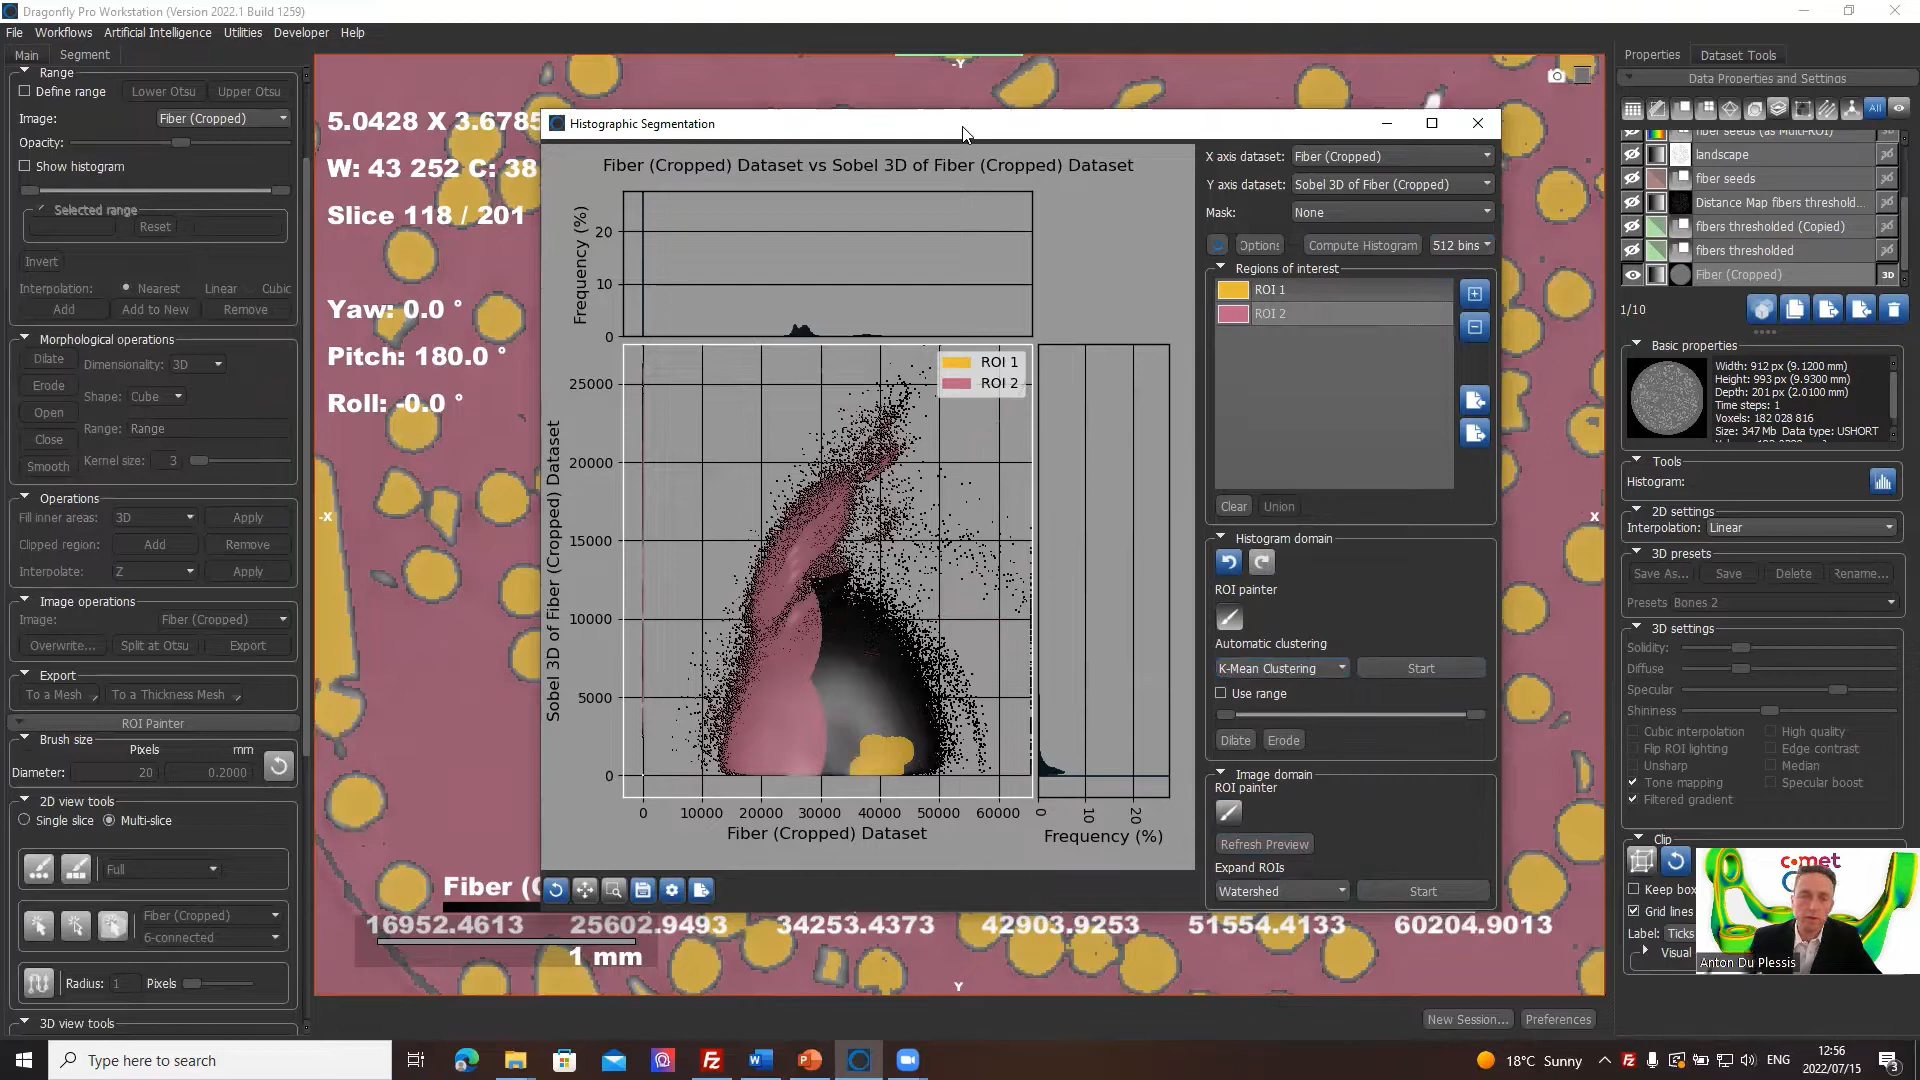 Dragonfly Pro Workstation (Version 2022.1 Build 1259)
File Workflows Artificial Intelligence Utilities Developer Help
Main Segment
Range
Define range Lower Otsu Upper Otsu
Image: Fiber (Cropped)
Opacity:
Show histogram
Selected range
Reset
Invert
Interpolation: Nearest Linear Cubic
Add Add to New Remove
Morphological operations
Dilate Dimensionality: 3D
Erode
Shape: Cube
Open
Range: Range
Close
Kernel size: 3
Smooth
Operations
Fill inner areas: 3D Apply
Clipped region: Add Remove
Interpolate: Z Apply
Image operations
Image: Fiber (Cropped)
Overwrite... Split at Otsu Export
Export
To a Mesh To a Thickness Mesh
ROI Painter
Brush size
Pixels mm
Diameter: 20 0.2000
2D view tools
Single slice Multi-slice
Full
Fiber (Cropped)
6-connected
Radius: 1 Pixels
3D view tools
-Y
5.0428 X 3.6785
W: 43 252 C: 38
Slice 118 / 201
Yaw: 0.0 °
Pitch: 180.0 °
Roll: -0.0 °
-X
X
Fiber (
16952.4613 25602.9493 34253.4373 42903.9253 51554.4133 60204.9013
1 mm
Y
Histographic Segmentation
Fiber (Cropped) Dataset vs Sobel 3D of Fiber (Cropped) Dataset
Frequency (%)
20
10
0
ROI 1
ROI 2
Sobel 3D of Fiber (Cropped) Dataset
25000
20000
15000
10000
5000
0
0 10000 20000 30000 40000 50000 60000
Fiber (Cropped) Dataset
0 10 20
Frequency (%)
X axis dataset: Fiber (Cropped)
Y axis dataset: Sobel 3D of Fiber (Cropped)
Mask: None
Options Compute Histogram 512 bins
Regions of interest
ROI 1
ROI 2
Clear Union
Histogram domain
ROI painter
Automatic clustering
K-Mean Clustering Start
Use range
Dilate Erode
Image domain
ROI painter
Refresh Preview
Expand ROIs
Watershed Start
New Session... Preferences
Properties Dataset Tools
Data Properties and Settings
All
fiber seeds (as Multi-ROI)
landscape
fiber seeds
Distance Map fibers threshold...
fibers thresholded (Copied)
fibers thresholded
Fiber (Cropped) 3D
1/10
Basic properties
Width: 912 px (9.1200 mm)
Height: 993 px (9.9300 mm)
Depth: 201 px (2.0100 mm)
Time steps: 1
Voxels: 182 028 816
Size: 347 Mb Data type: USHORT
Tools
Histogram:
2D settings
Interpolation: Linear
3D presets
Save As... Save Delete Rename...
Presets Bones 2
3D settings
Solidity:
Diffuse
Specular
Shininess
Cubic interpolation High quality
Flip ROI lighting Edge contrast
Unsharp Median
Tone mapping Specular boost
Filtered gradient
Clip
Keep box
Grid lines
Label: Ticks
Visual
comet
Anton Du Plessis
Type here to search
18°C Sunny ENG 12:56
2022/07/15
3